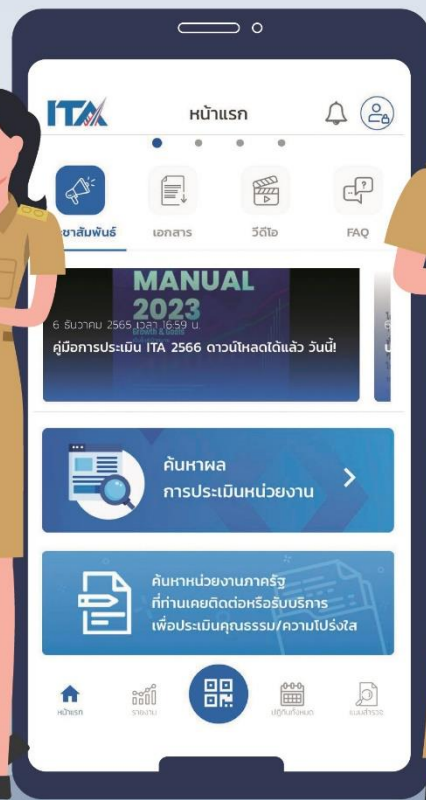 ITA
หน้าแรก
ชาสัมพันธ์
เอกสาร
วีดีโอ
FAQ
MANUAL
2023
6 ธันวาคม 2565 เวลา 16:59 น.
คู่มือการประเมิน ITA 2566 ดาวน์โหลดได้แล้ว วันนี้!
ค้นหาผล
การประเมินหน่วยงาน
ค้นหาหน่วยงานภาครัฐ
ที่ท่านเคยติดต่อหรือรับบริการ
เพื่อประเมินคุณธรรม/ความโปร่งใส
หน้าแรก
รายงาน
ปฏิทินทั้งหมด
แบบสำรวจ